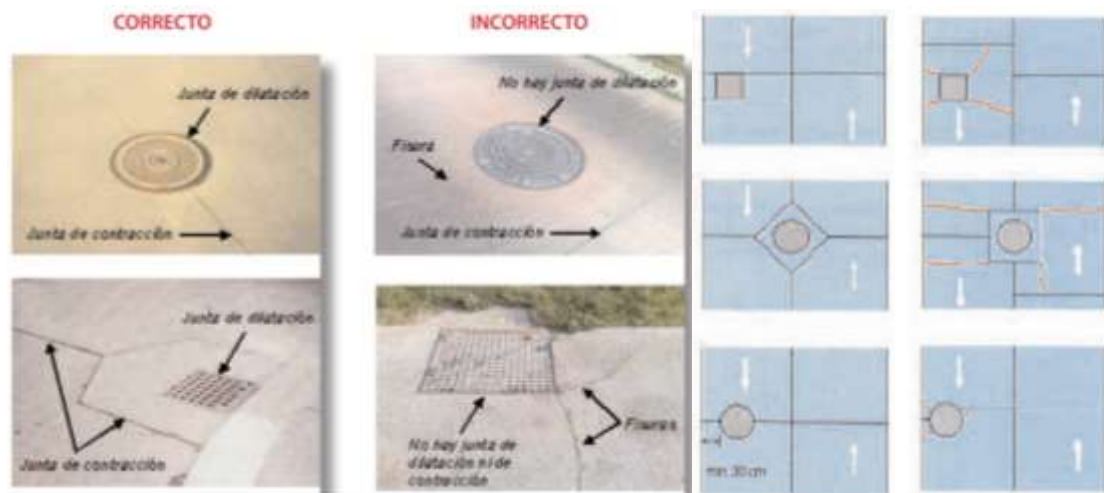 CORRECTO
INCORRECTO
Junta de dilatación
Junta de contracción
No hay junta de dilatación
Fisura
Junta de contracción
Junta de dilatación
Junta de contracción
No hay junta de
dilatación ni de
contracción
Fisuras
min. 30 cm